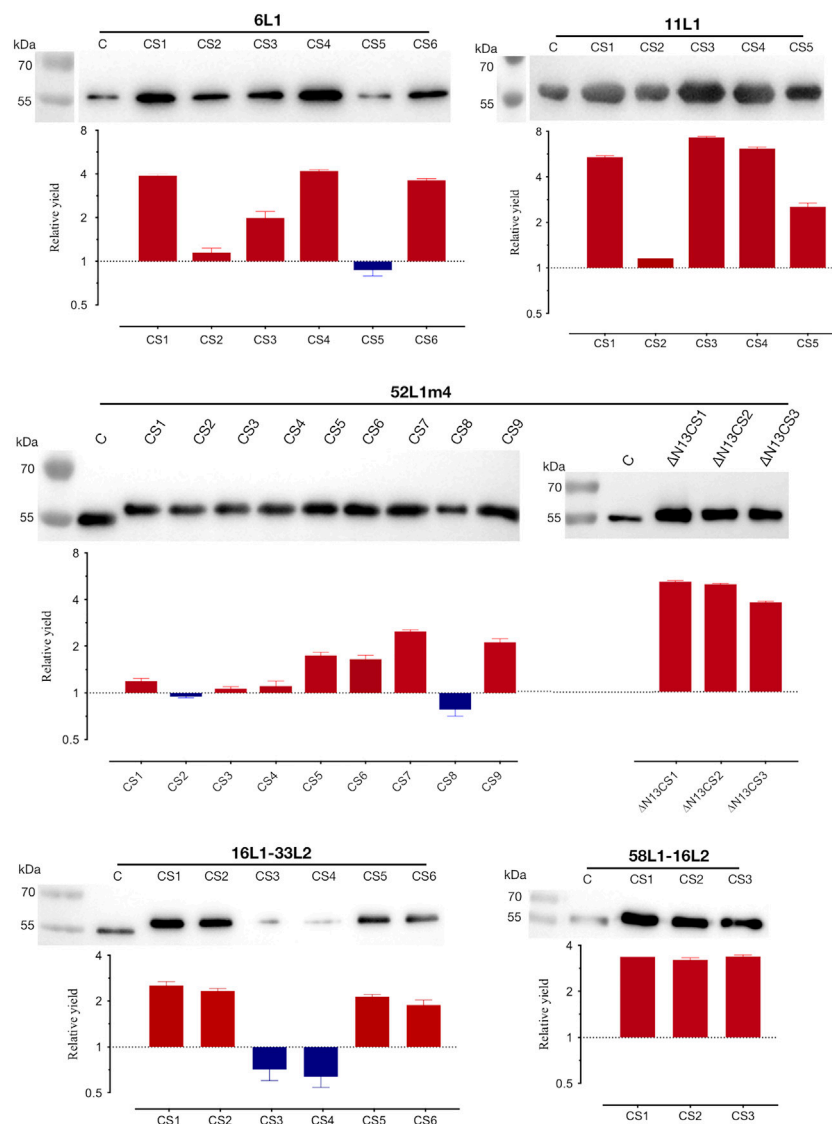 6L1
kDa C CS1 CS2 CS3 CS4 CS5 CS6
70
55
8
4
2
1
0.5
Relative yield
CS1 CS2 CS3 CS4 CS5 CS6
11L1
kDa C CS1 CS2 CS3 CS4 CS5
70
55
8
4
2
1
0.5
Relative yield
CS1 CS2 CS3 CS4 CS5
52L1m4
kDa C CS1 CS2 CS3 CS4 CS5 CS6 CS7 CS8 CS9
70
55
kDa C ΔN13CS1 ΔN13CS2 ΔN13CS3
70
55
8
4
2
1
0.5
Relative yield
CS1 CS2 CS3 CS4 CS5 CS6 CS7 CS8 CS9
ΔN13CS1 ΔN13CS2 ΔN13CS3
16L1-33L2
kDa C CS1 CS2 CS3 CS4 CS5 CS6
70
55
4
2
1
0.5
Relative yield
CS1 CS2 CS3 CS4 CS5 CS6
58L1-16L2
kDa C CS1 CS2 CS3
70
55
4
2
1
0.5
Relative yield
CS1 CS2 CS3